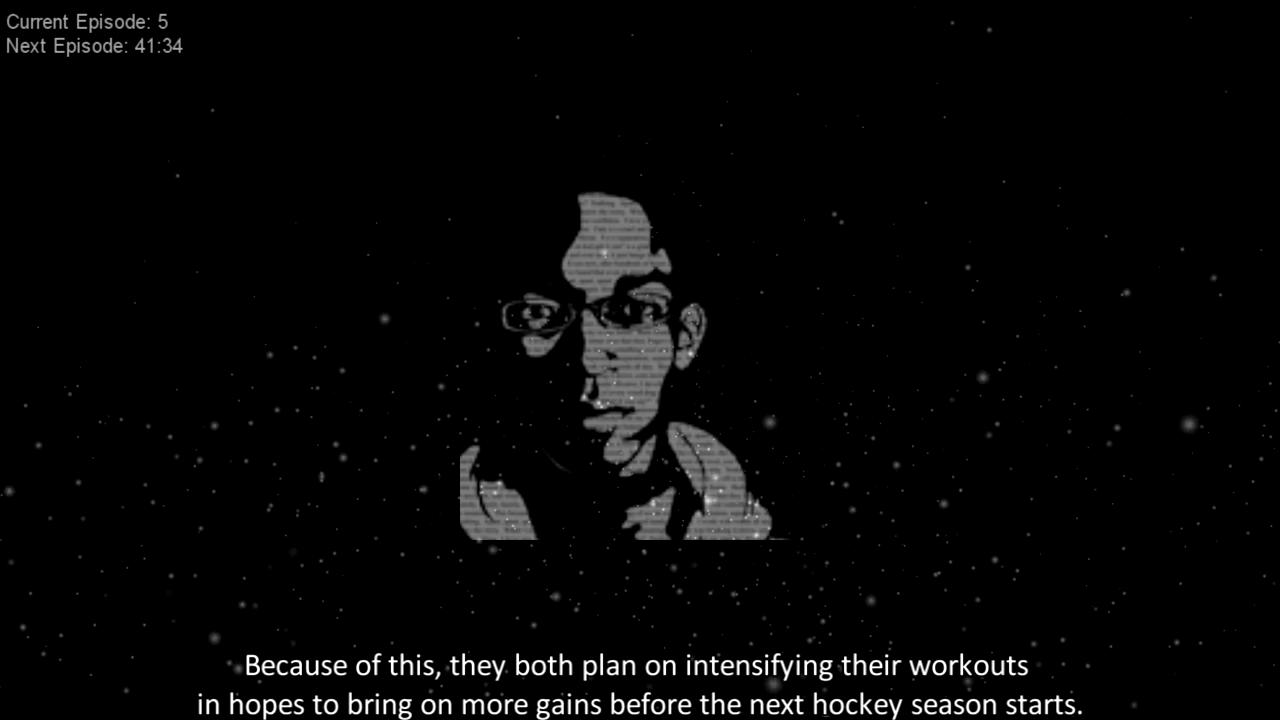 Current Episode: 5
Next Episode: 41:34
Because of this, they both plan on intensifying their workouts
in hopes to bring on more gains before the next hockey season starts.